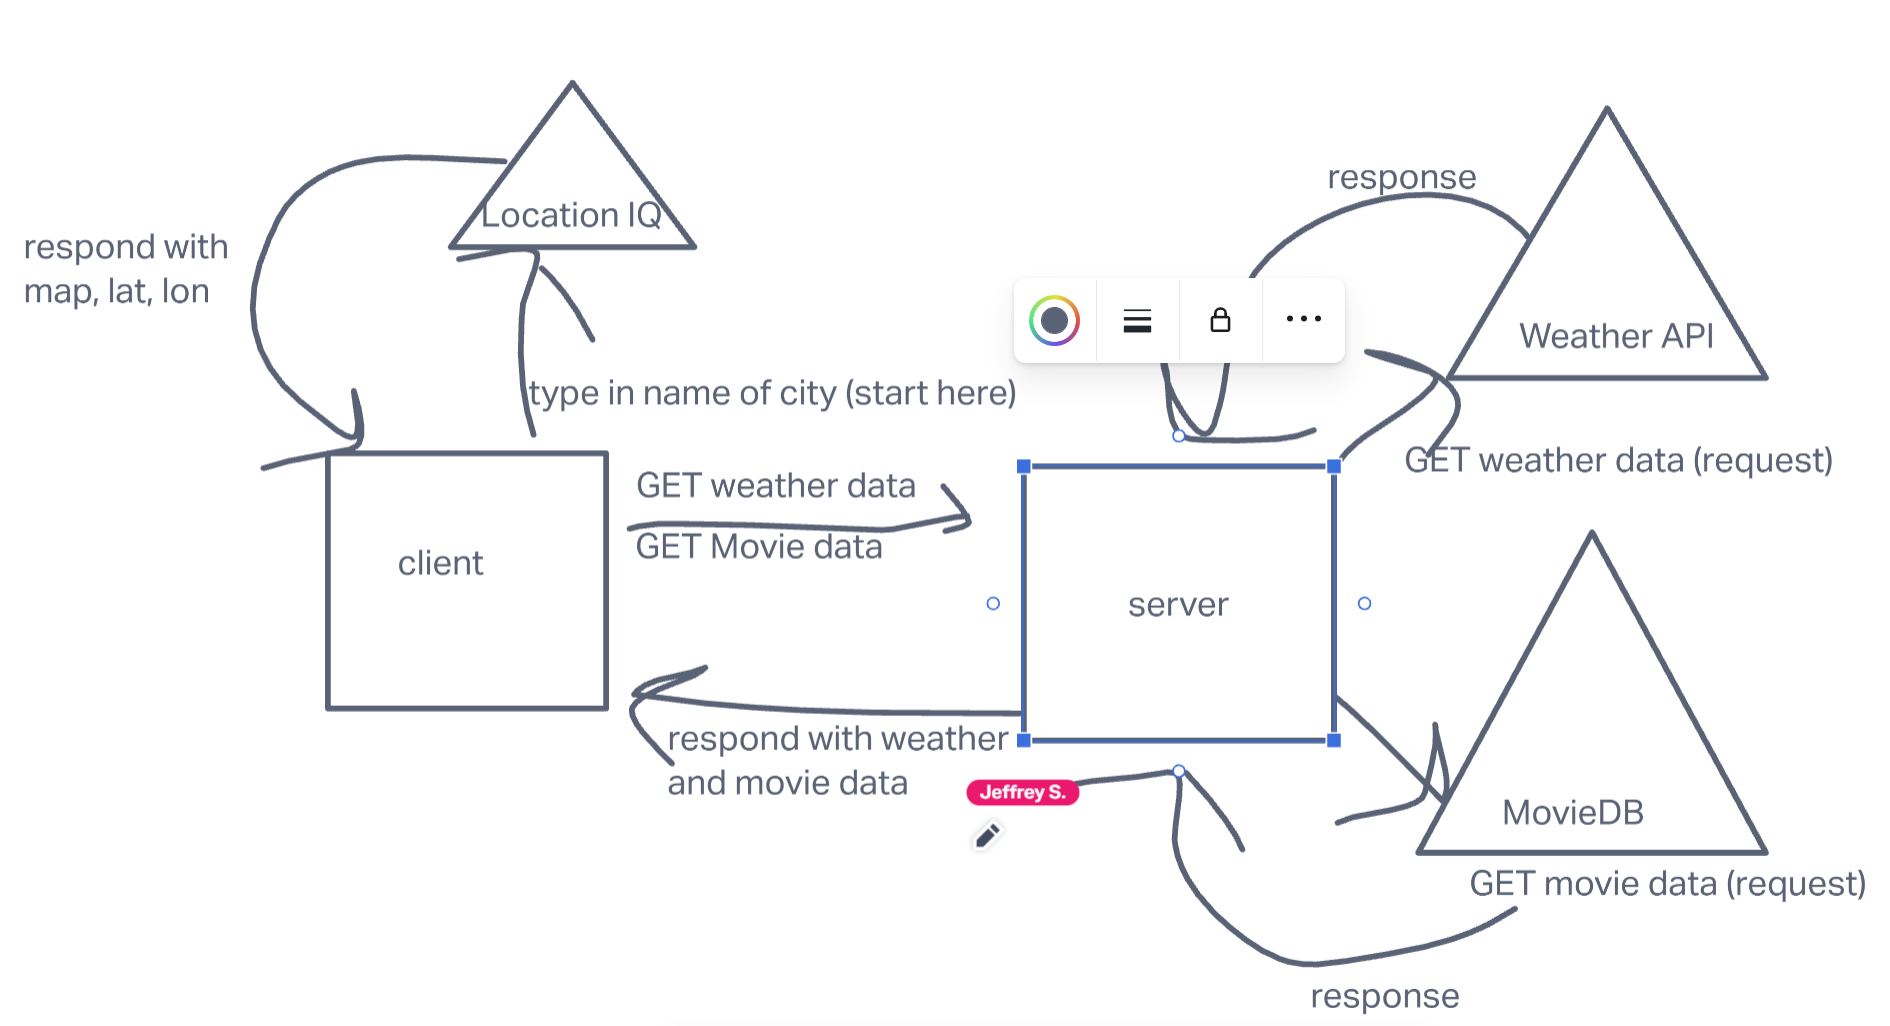 Location IQ
respond with
map, lat, lon
type in name of city (start here)
client
GET weather data
GET Movie data
respond with weather
and movie data
server
Jeffrey S.
response
Weather API
GET weather data (request)
MovieDB
GET movie data (request)
response